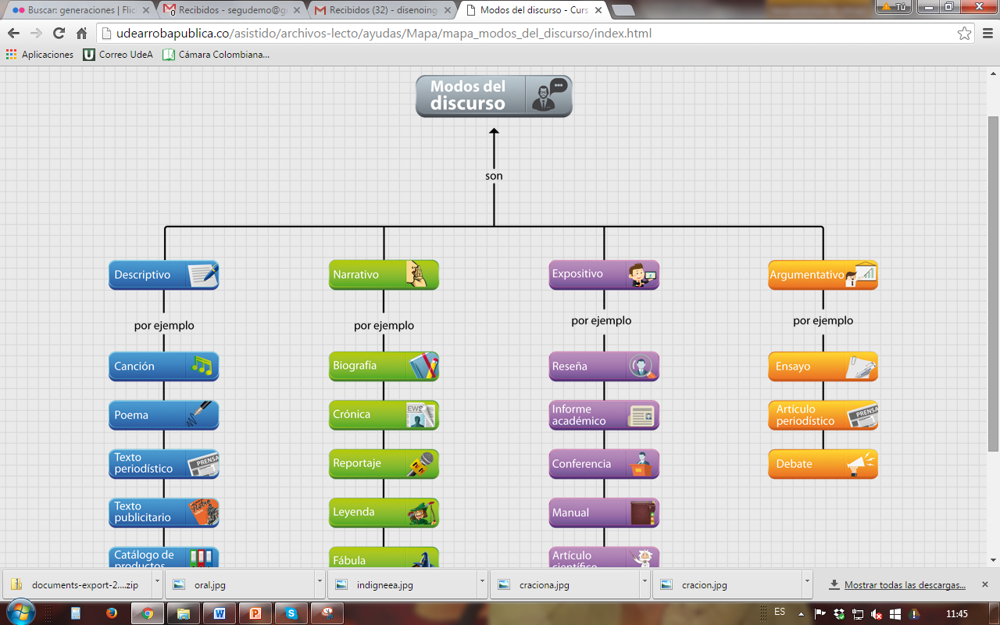 Buscar: generaciones | Flic
Recibidos - segudemo@g
Recibidos (32) - disenoing
Modos del discurso - Curs
Tú
udearrobapublica.co/asistido/archivos-lecto/ayudas/Mapa/mapa_modos_del_discurso/index.html
Aplicaciones
Correo UdeA
Cámara Colombiana...
Modos del
discurso
son
Descriptivo
Narrativo
Expositivo
Argumentativo
por ejemplo
por ejemplo
por ejemplo
por ejemplo
Canción
Biografía
Reseña
Ensayo
Poema
Crónica
EWS
Informe
académico
Artículo
periodístico
PRENSA
Texto
periodístico
PRENSA
Reportaje
Conferencia
Debate
Texto
publicitario
Leyenda
Manual
Catálogo de
productos
Fábula
Artículo
científico
documents-export-2....zip
oral.jpg
indigneea.jpg
craciona.jpg
cracion.jpg
Mostrar todas las descargas...
ES
11:45